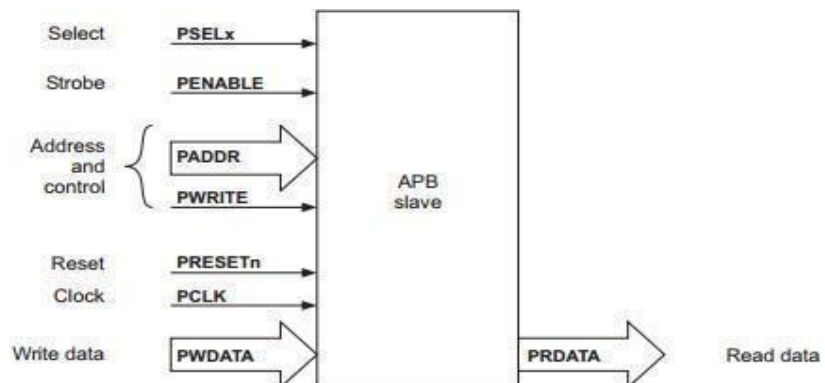 Select PSELx
Strobe PENABLE
Address
and
control
PADDR
PWRITE
APB
slave
Reset PRESETn
Clock PCLK
Write data PWDATA PRDATA Read data